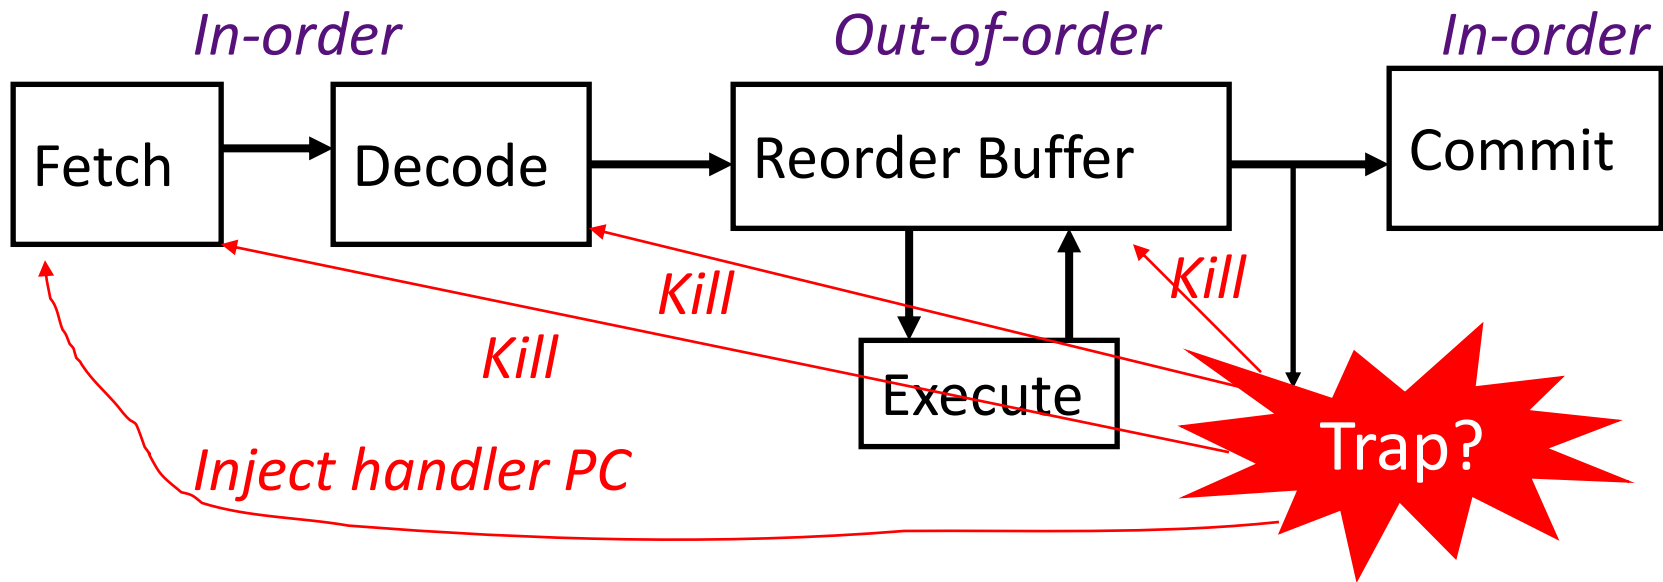 In-order
Out-of-order
In-order
Fetch
Decode
Reorder Buffer
Commit
Kill
Kill
Kill
Execute
Trap?
Inject handler PC